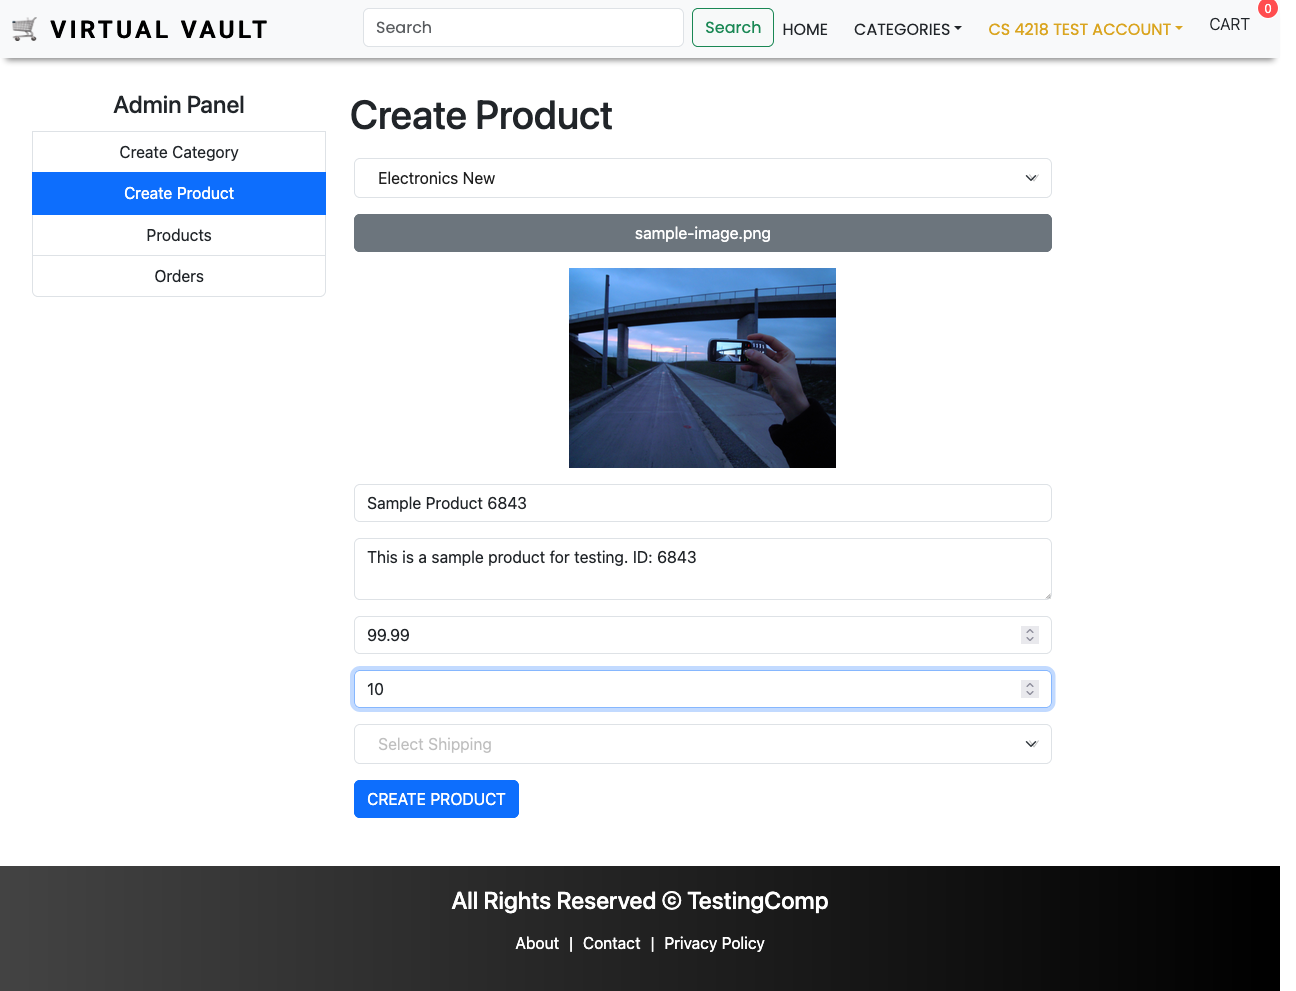 VIRTUAL VAULT
Search
Search
HOME
CATEGORIES
CS 4218 TEST ACCOUNT
CART
0
Admin Panel
Create Category
Create Product
Products
Orders
Create Product
Electronics New
sample-image.png
Sample Product 6843
This is a sample product for testing. ID: 6843
99.99
10
Select Shipping
CREATE PRODUCT
All Rights Reserved © TestingComp
About | Contact | Privacy Policy